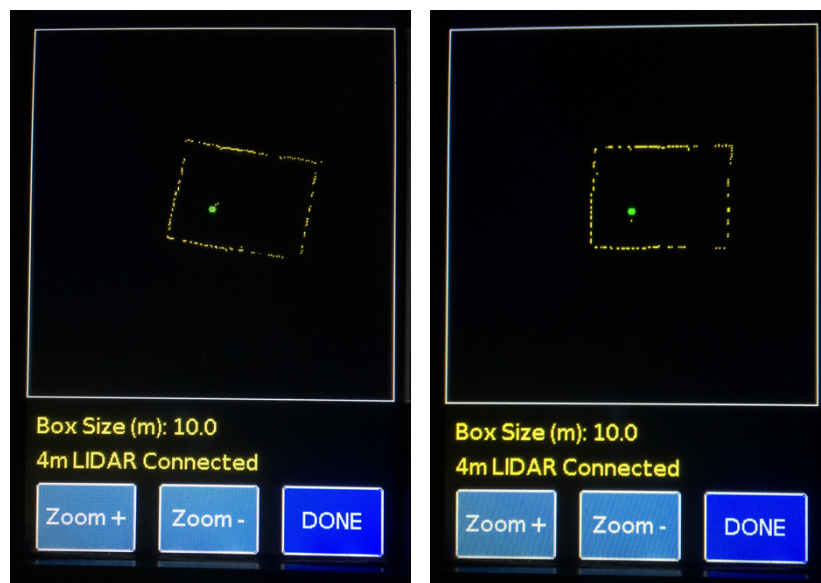 Box Size (m): 10.0
4m LIDAR Connected
Zoom +
Zoom -
DONE
Box Size (m): 10.0
4m LIDAR Connected
Zoom +
Zoom -
DONE